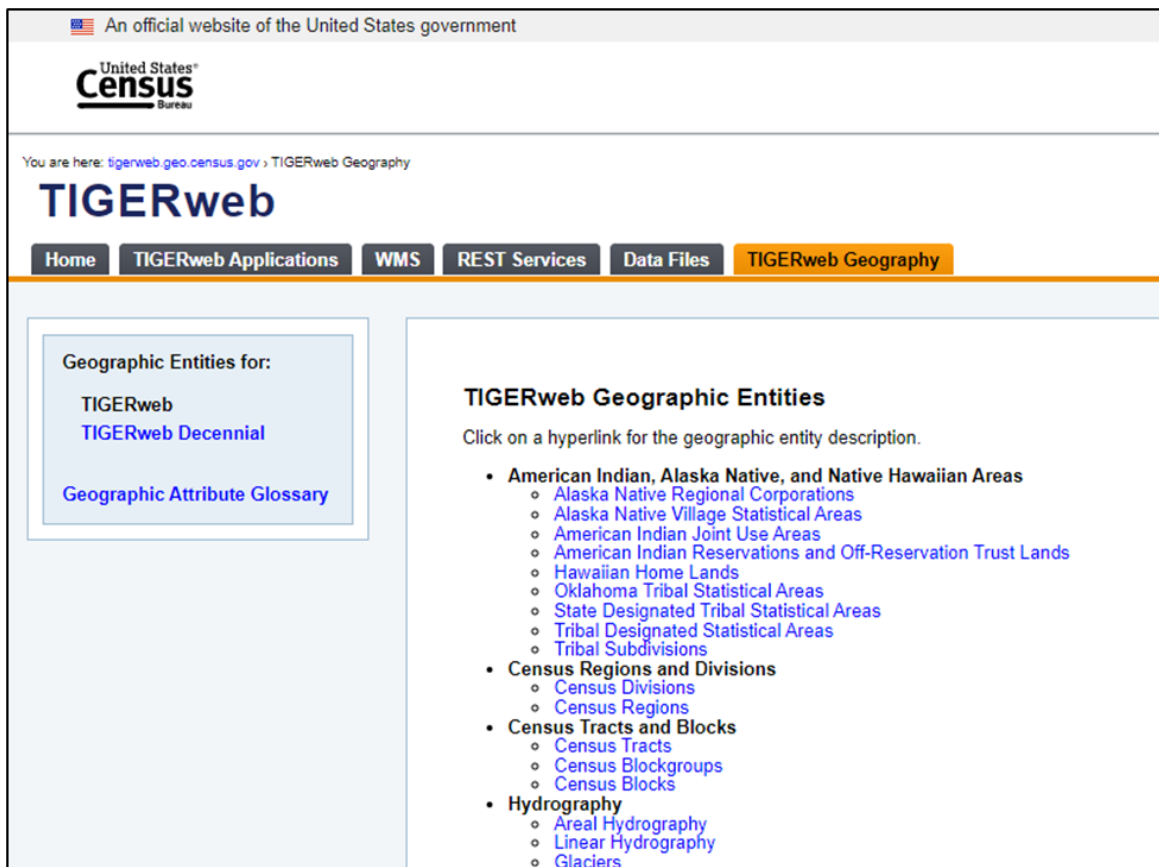 An official website of the United States government
United States®
Census
Bureau
You are here: tigerweb.geo.census.gov › TIGERweb Geography
TIGERweb
Home TIGERweb Applications WMS REST Services Data Files TIGERweb Geography
Geographic Entities for:
TIGERweb
TIGERweb Decennial
Geographic Attribute Glossary
TIGERweb Geographic Entities
Click on a hyperlink for the geographic entity description.
American Indian, Alaska Native, and Native Hawaiian Areas
Alaska Native Regional Corporations
Alaska Native Village Statistical Areas
American Indian Joint Use Areas
American Indian Reservations and Off-Reservation Trust Lands
Hawaiian Home Lands
Oklahoma Tribal Statistical Areas
State Designated Tribal Statistical Areas
Tribal Designated Statistical Areas
Tribal Subdivisions
Census Regions and Divisions
Census Divisions
Census Regions
Census Tracts and Blocks
Census Tracts
Census Blockgroups
Census Blocks
Hydrography
Areal Hydrography
Linear Hydrography
Glaciers